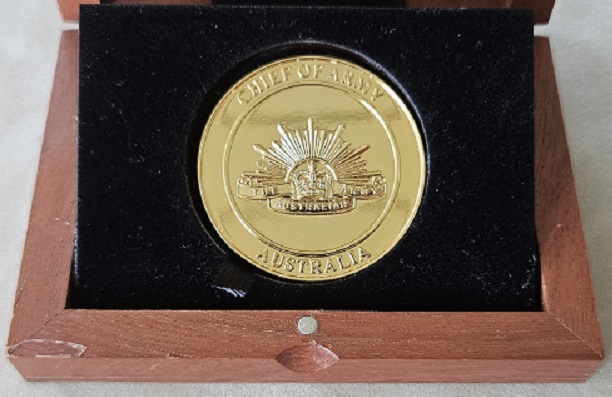 CHIEF OF ARMY
THE ARMY
AUSTRALIAN
AUSTRALIA